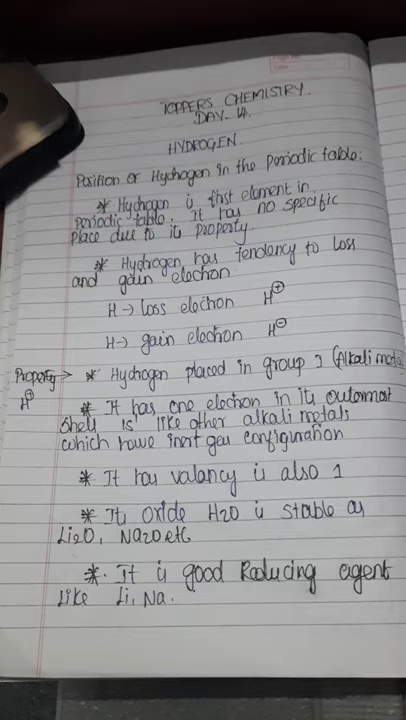 TOPPERS CHEMISTRY.
DAY-4.
HYDROGEN.
Position of Hydrogen in the periodic table:
* Hydrogen is first element in
periodic table. It has no specific
place due to its property.
* Hydrogen has tendency to loss
and gain electron
H → loss electron H⊕
H → gain electron H⊖
Property → * Hydrogen placed in group 1 (Alkali metal
H⊕
* It has one electron in its outermost
shell is like other alkali metals
which have inert gas configuration
* It has valancy is also 1
* Its oxide H2O is stable as
Li2O, Na2O etc
* It is good Reducing agent
like Li, Na.